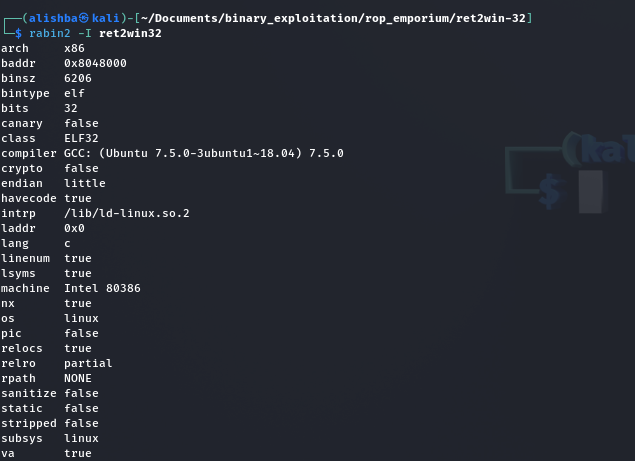 ┌──(alishba㉿kali)-[~/Documents/binary_exploitation/rop_emporium/ret2win-32]
└─$ rabin2 -I ret2win32
arch     x86
baddr    0x8048000
binsz    6206
bintype  elf
bits     32
canary   false
class    ELF32
compiler GCC: (Ubuntu 7.5.0-3ubuntu1~18.04) 7.5.0
crypto   false
endian   little
havecode true
intrp    /lib/ld-linux.so.2
laddr    0x0
lang     c
linenum  true
lsyms    true
machine  Intel 80386
nx       true
os       linux
pic      false
relocs   true
relro    partial
rpath    NONE
sanitize false
static   false
stripped false
subsys   linux
va       true